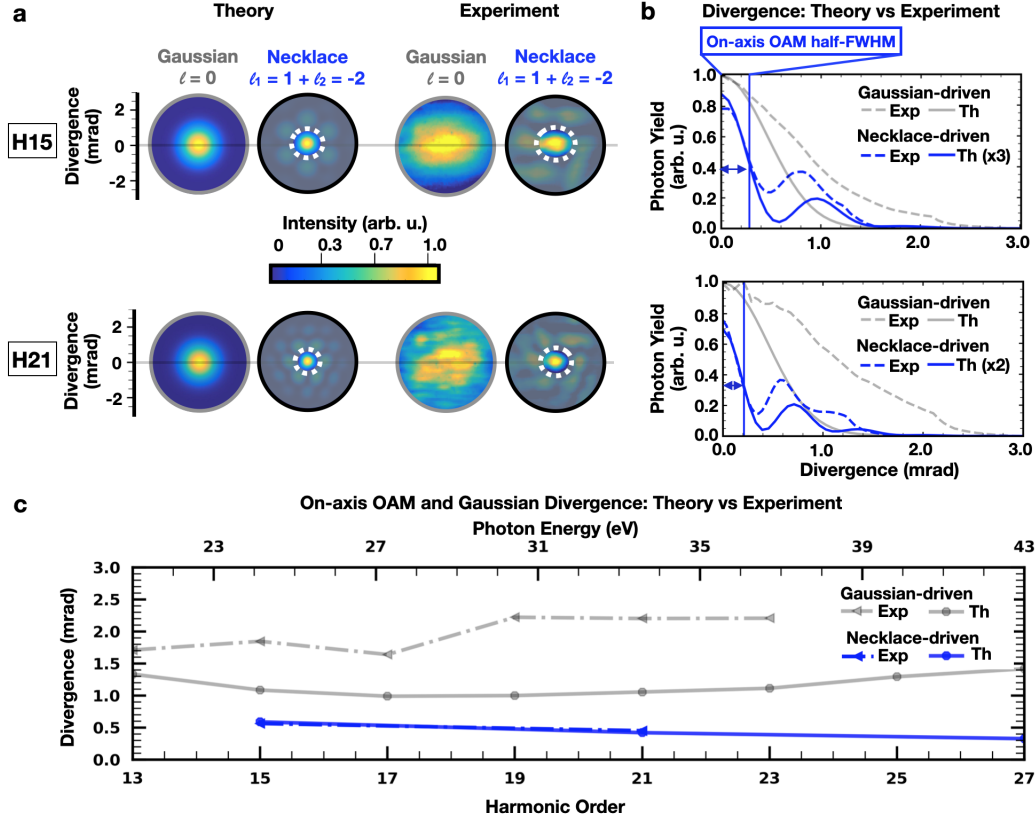 a
Theory
Experiment
Gaussian
ℓ = 0
Necklace
ℓ₁ = 1 + ℓ₂ = -2
Gaussian
ℓ = 0
Necklace
ℓ₁ = 1 + ℓ₂ = -2
H15
Divergence
(mrad)
2
0
-2
Intensity (arb. u.)
0 0.3 0.7 1.0
H21
Divergence
(mrad)
2
0
-2
b
Divergence: Theory vs Experiment
On-axis OAM half-FWHM
Photon Yield
(arb. u.)
1.0
0.8
0.6
0.4
0.2
0.0
Gaussian-driven
Exp Th
Necklace-driven
Exp Th (x3)
0.0 1.0 2.0 3.0
Photon Yield
(arb. u.)
1.0
0.8
0.6
0.4
0.2
0.0
Gaussian-driven
Exp Th
Necklace-driven
Exp Th (x2)
0.0 1.0 2.0 3.0
Divergence (mrad)
c
On-axis OAM and Gaussian Divergence: Theory vs Experiment
Photon Energy (eV)
23 27 31 35 39 43
Divergence (mrad)
3.0
2.5
2.0
1.5
1.0
0.5
0.0
Gaussian-driven
Exp Th
Necklace-driven
Exp Th
13 15 17 19 21 23 25 27
Harmonic Order